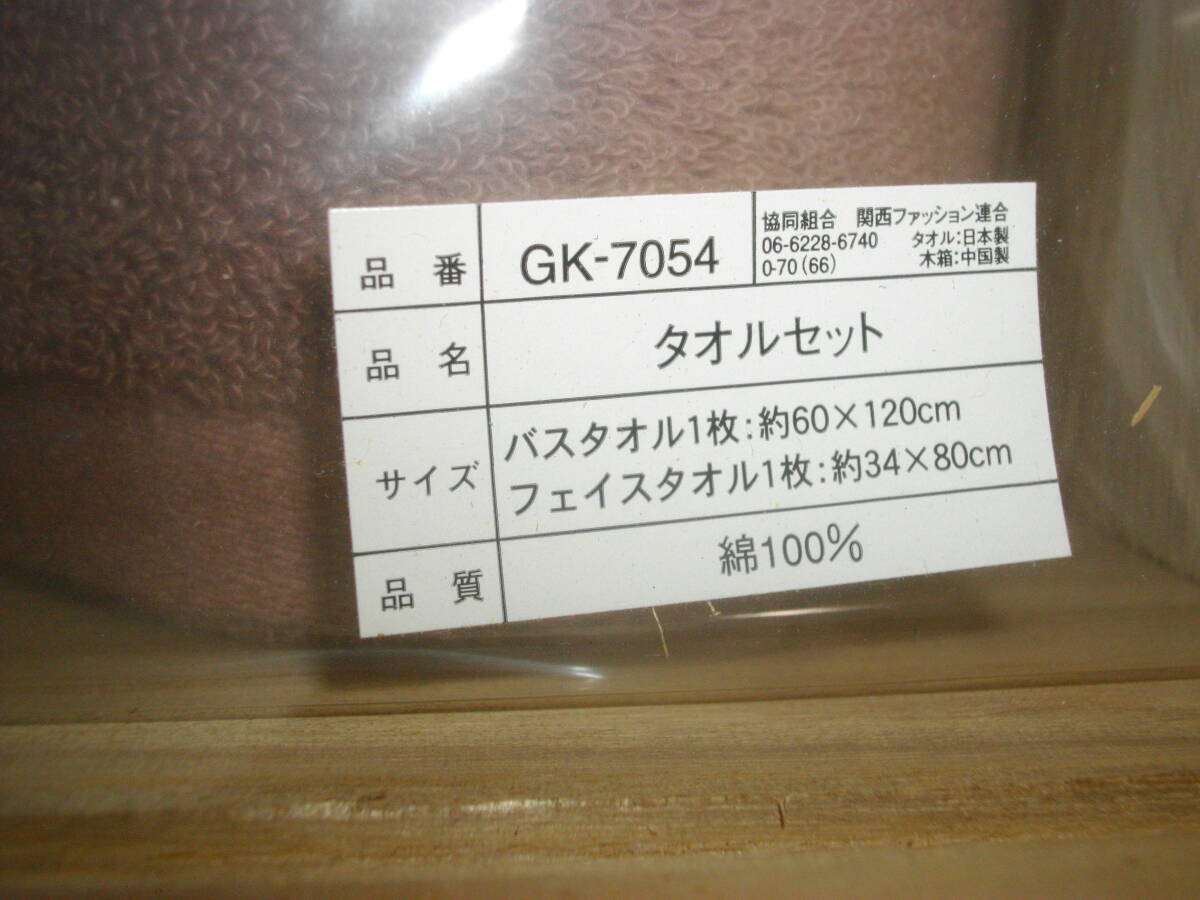 品番 GK-7054
協同組合 関西ファッション連合
06-6228-6740 タオル:日本製
0-70(66) 木箱:中国製
品名 タオルセット
サイズ バスタオル1枚:約60×120cm
フェイスタオル1枚:約34×80cm
品質 綿100%